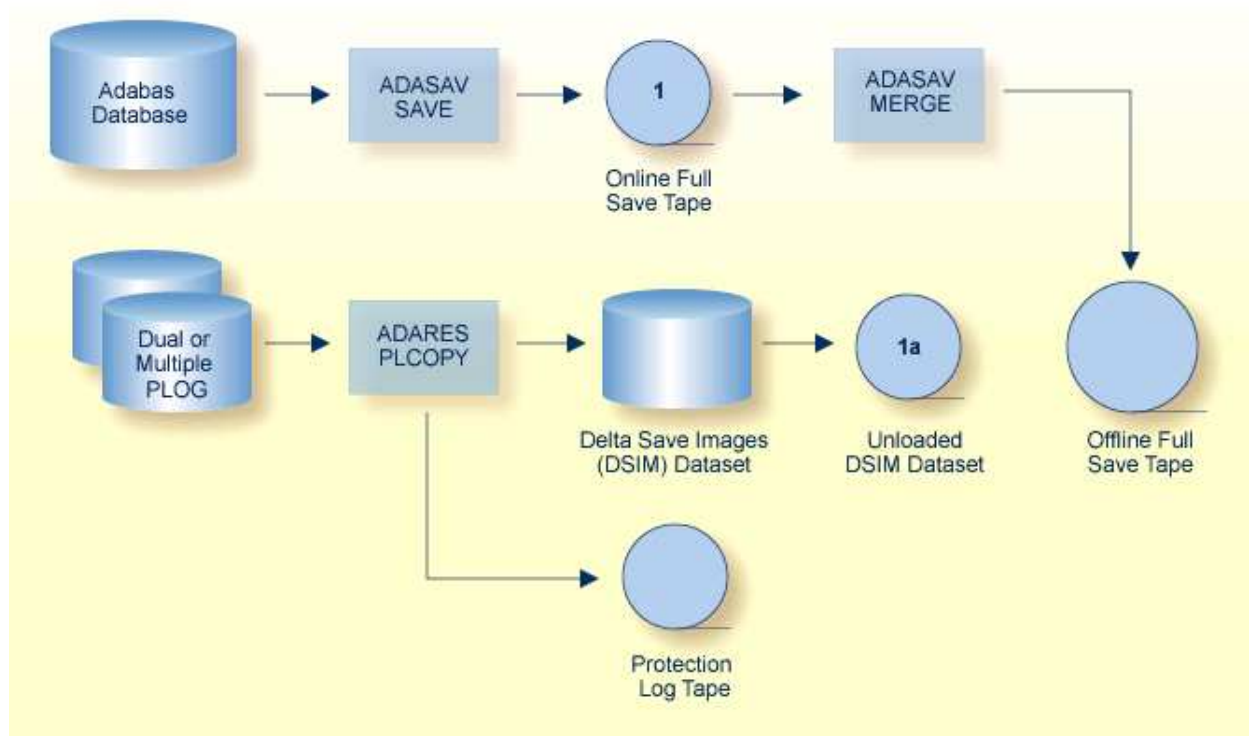 Adabas
Database
ADASAV
SAVE
1
Online Full
Save Tape
ADASAV
MERGE
Dual or
Multiple
PLOG
ADARES
PLCOPY
Delta Save Images
(DSIM) Dataset
1a
Unloaded
DSIM Dataset
Offline Full
Save Tape
Protection
Log Tape